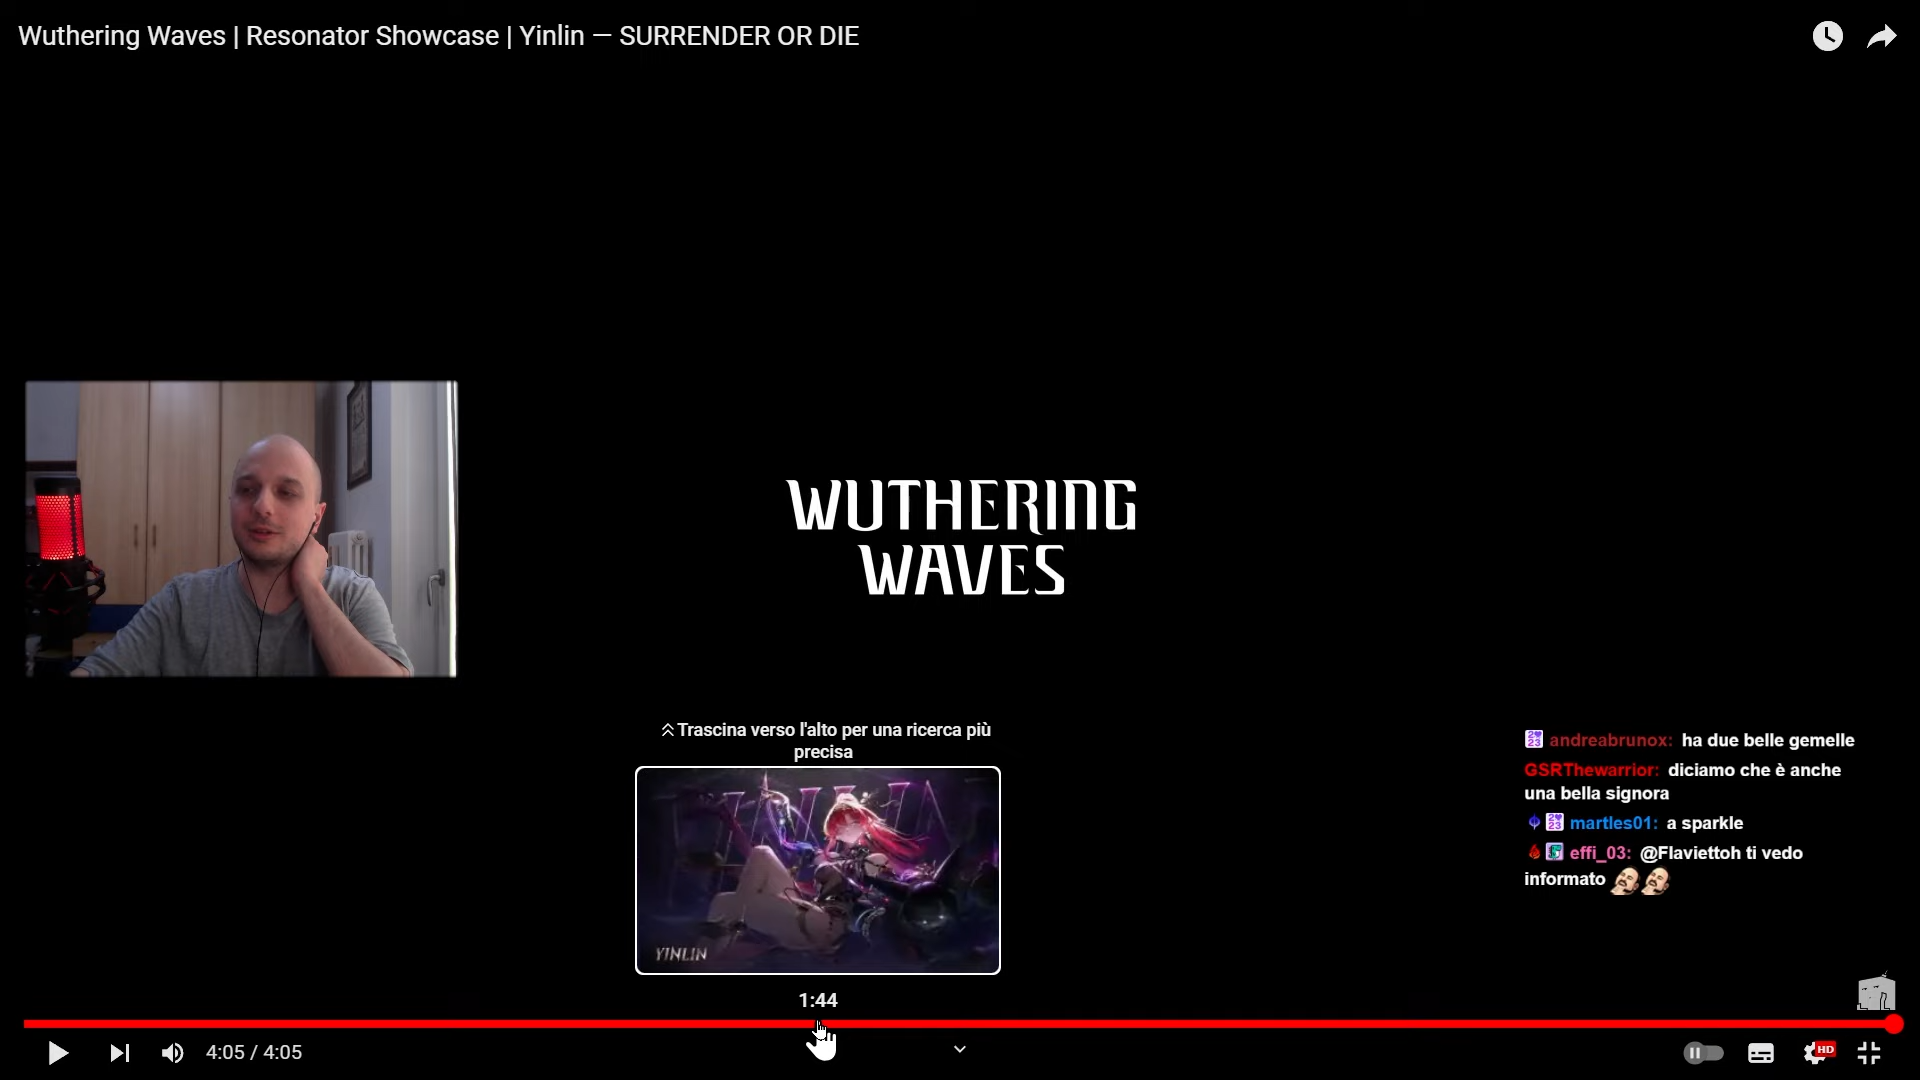 Wuthering Waves | Resonator Showcase | Yinlin — SURRENDER OR DIE
WUTHERING
WAVES
Trascina verso l'alto per una ricerca più
precisa
YINLIN
1:44
andreabrunox: ha due belle gemelle
GSRThewarrior: diciamo che è anche
una bella signora
martles01: a sparkle
effi_03: @Flaviettoh ti vedo
informato
4:05 / 4:05
HD